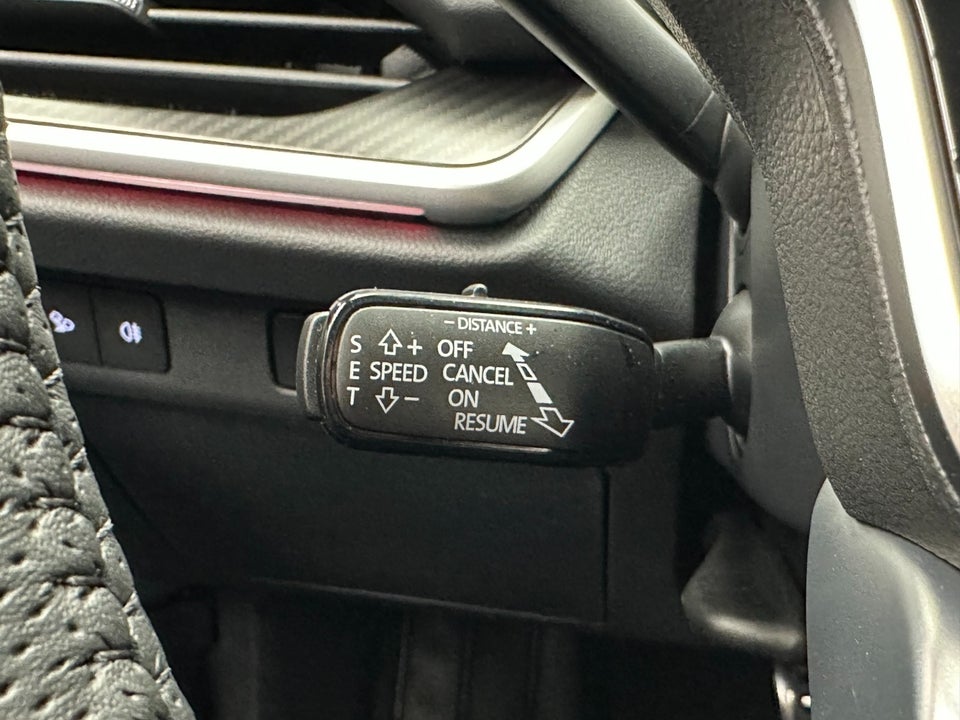 − DISTANCE +
S + OFF
E SPEED CANCEL
T − ON
RESUME